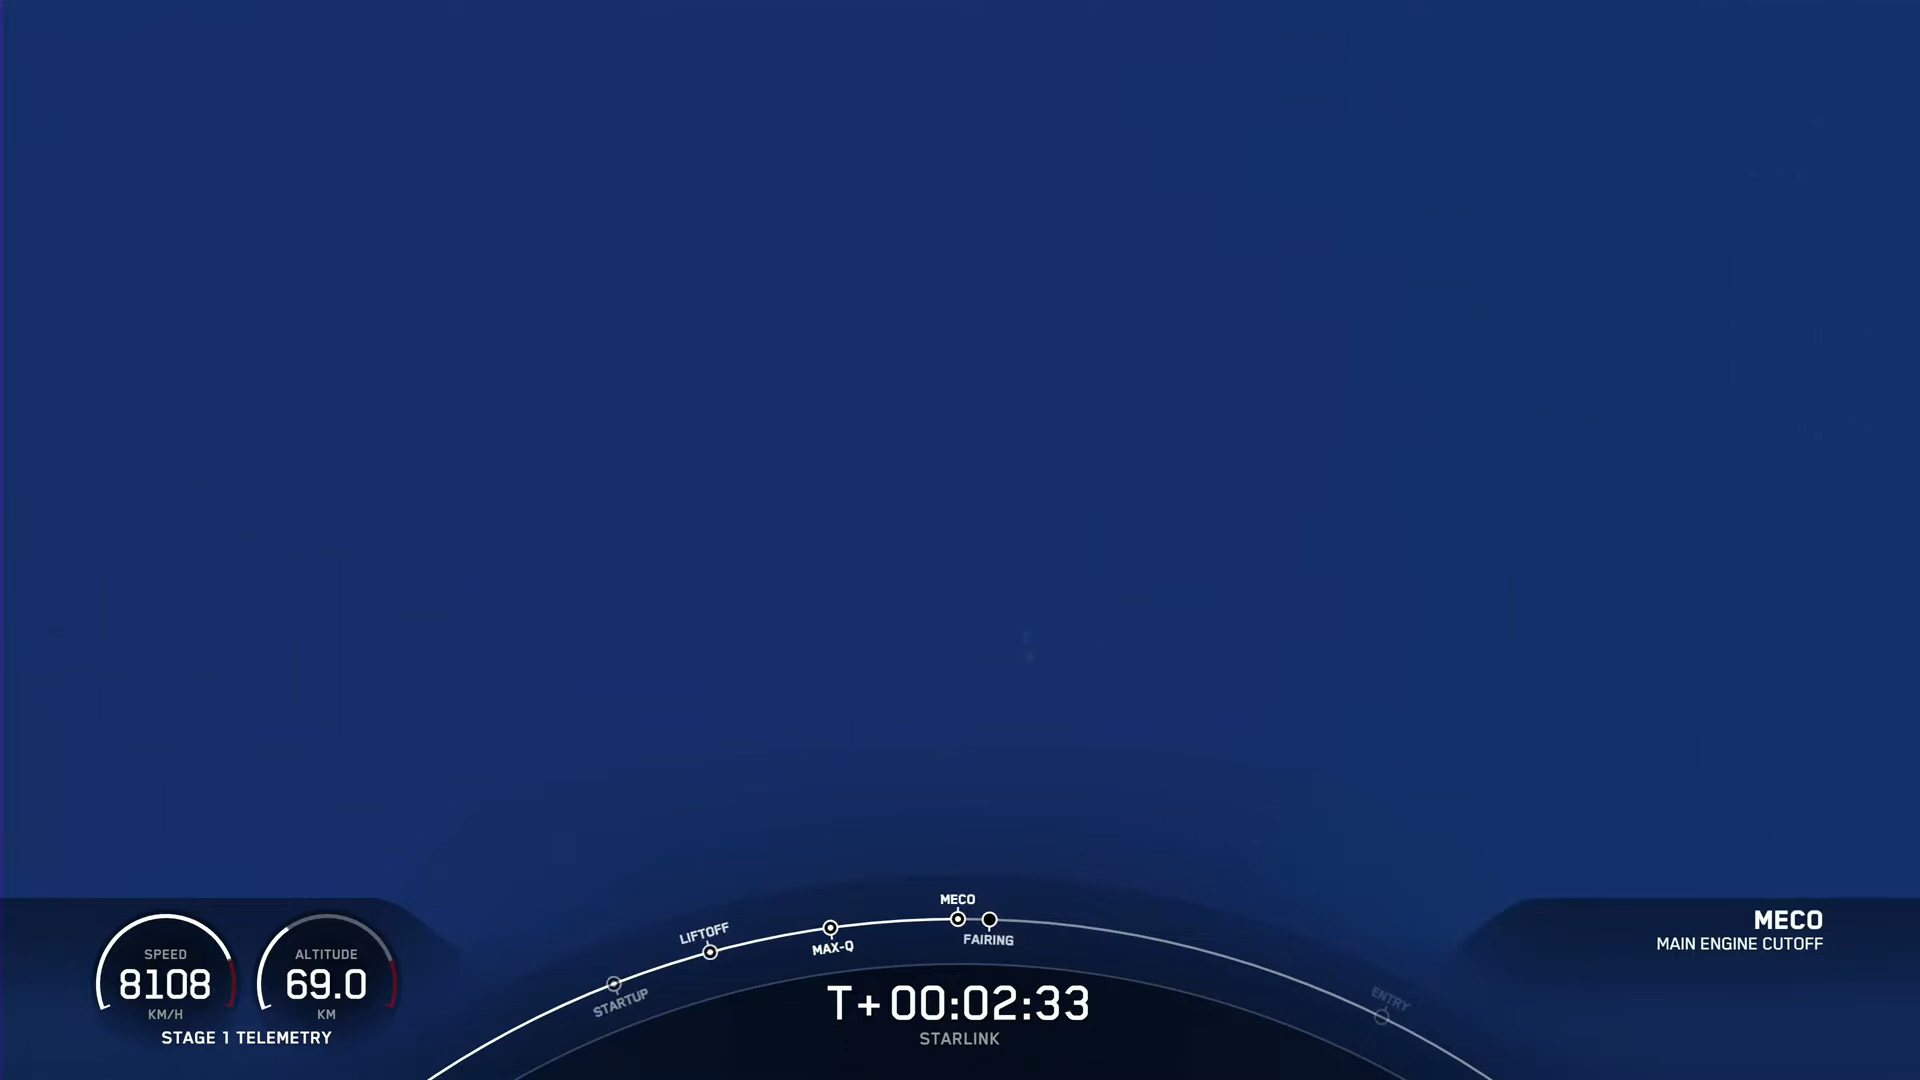 MECO
LIFTOFF
MAX-Q
FAIRING
STARTUP
ENTRY
SPEED
8108
KM/H
ALTITUDE
69.0
KM
STAGE 1 TELEMETRY
T+00:02:33
STARLINK
MECO
MAIN ENGINE CUTOFF